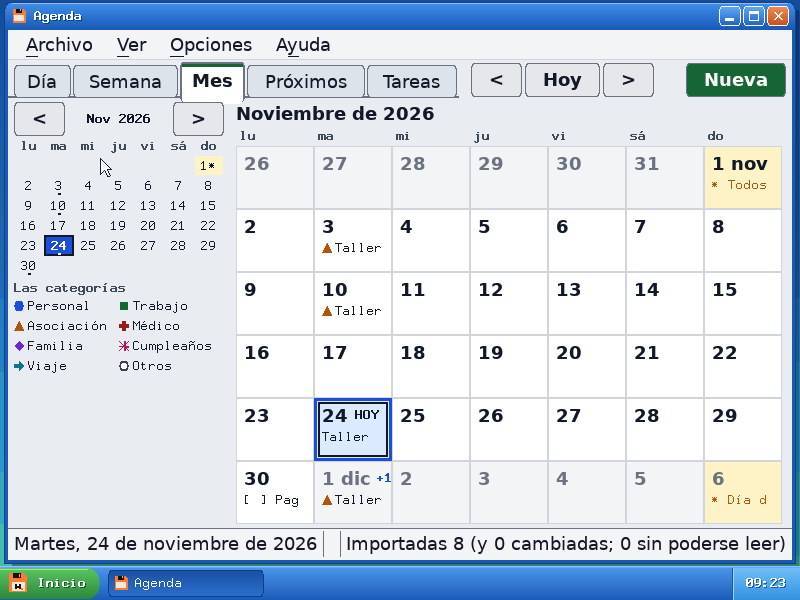 Agenda
Archivo Ver Opciones Ayuda
Día Semana Mes Próximos Tareas < Hoy > Nueva
< Nov 2026 >
lu ma mi ju vi sá do
1*
2 3 4 5 6 7 8
9 10 11 12 13 14 15
16 17 18 19 20 21 22
23 24 25 26 27 28 29
30
Las categorías
Personal Trabajo
Asociación Médico
Familia Cumpleaños
Viaje Otros
Noviembre de 2026
lu ma mi ju vi sá do
26 27 28 29 30 31 1 nov
* Todos
2 3 4 5 6 7 8
Taller
9 10 11 12 13 14 15
Taller
16 17 18 19 20 21 22
23 24 HOY 25 26 27 28 29
Taller
30 1 dic +1 2 3 4 5 6
[ ] Pag Taller * Día d
Martes, 24 de noviembre de 2026 Importadas 8 (y 0 cambiadas; 0 sin poderse leer)
Inicio Agenda 09:23